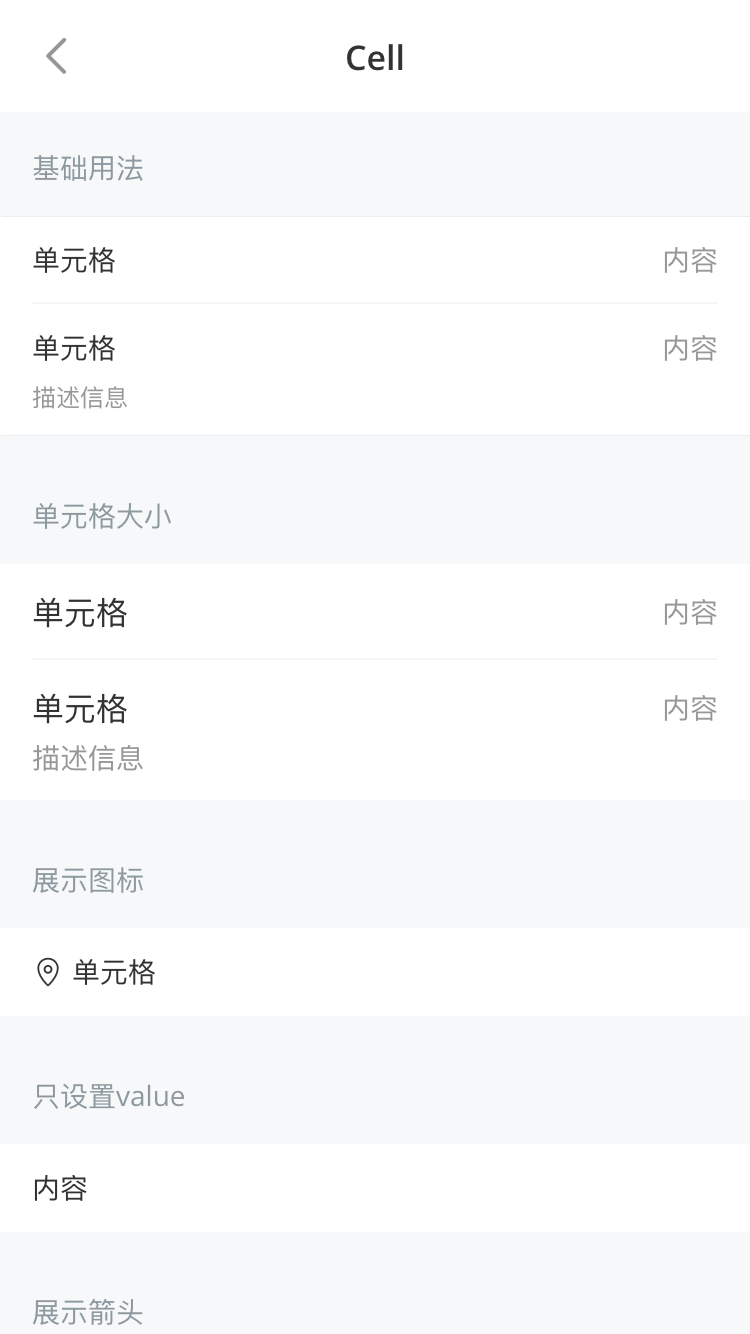 Cell
基础用法
单元格 内容
单元格 内容
描述信息
单元格大小
单元格 内容
单元格 内容
描述信息
展示图标
单元格
只设置value
内容
展示箭头